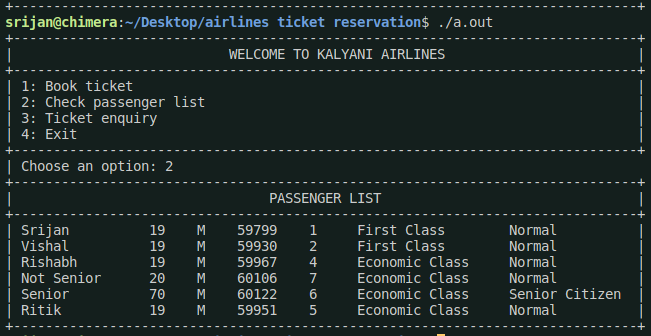 +------------------------------------------------------------------------------+
srijan@chimera:~/Desktop/airlines ticket reservation$ ./a.out
+------------------------------------------------------------------------------+
| WELCOME TO KALYANI AIRLINES |
+------------------------------------------------------------------------------+
| 1: Book ticket |
| 2: Check passenger list |
| 3: Ticket enquiry |
| 4: Exit |
+------------------------------------------------------------------------------+
| Choose an option: 2
+------------------------------------------------------------------------------+
| PASSENGER LIST |
+------------------------------------------------------------------------------+
| Srijan 19 M 59799 1 First Class Normal |
| Vishal 19 M 59930 2 First Class Normal |
| Rishabh 19 M 59967 4 Economic Class Normal |
| Not Senior 20 M 60106 7 Economic Class Normal |
| Senior 70 M 60122 6 Economic Class Senior Citizen |
| Ritik 19 M 59951 5 Economic Class Normal |
+------------------------------------------------------------------------------+